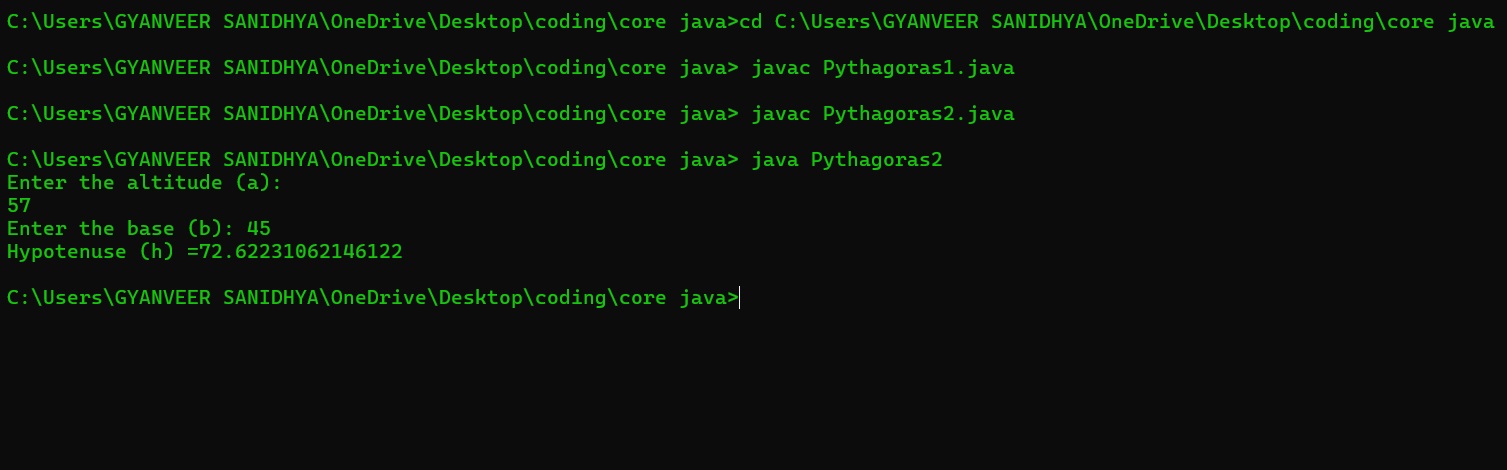 C:\Users\GYANVEER SANIDHYA\OneDrive\Desktop\coding\core java>cd C:\Users\GYANVEER SANIDHYA\OneDrive\Desktop\coding\core java
C:\Users\GYANVEER SANIDHYA\OneDrive\Desktop\coding\core java> javac Pythagoras1.java
C:\Users\GYANVEER SANIDHYA\OneDrive\Desktop\coding\core java> javac Pythagoras2.java
C:\Users\GYANVEER SANIDHYA\OneDrive\Desktop\coding\core java> java Pythagoras2
Enter the altitude (a):
57
Enter the base (b): 45
Hypotenuse (h) =72.62231062146122
C:\Users\GYANVEER SANIDHYA\OneDrive\Desktop\coding\core java>